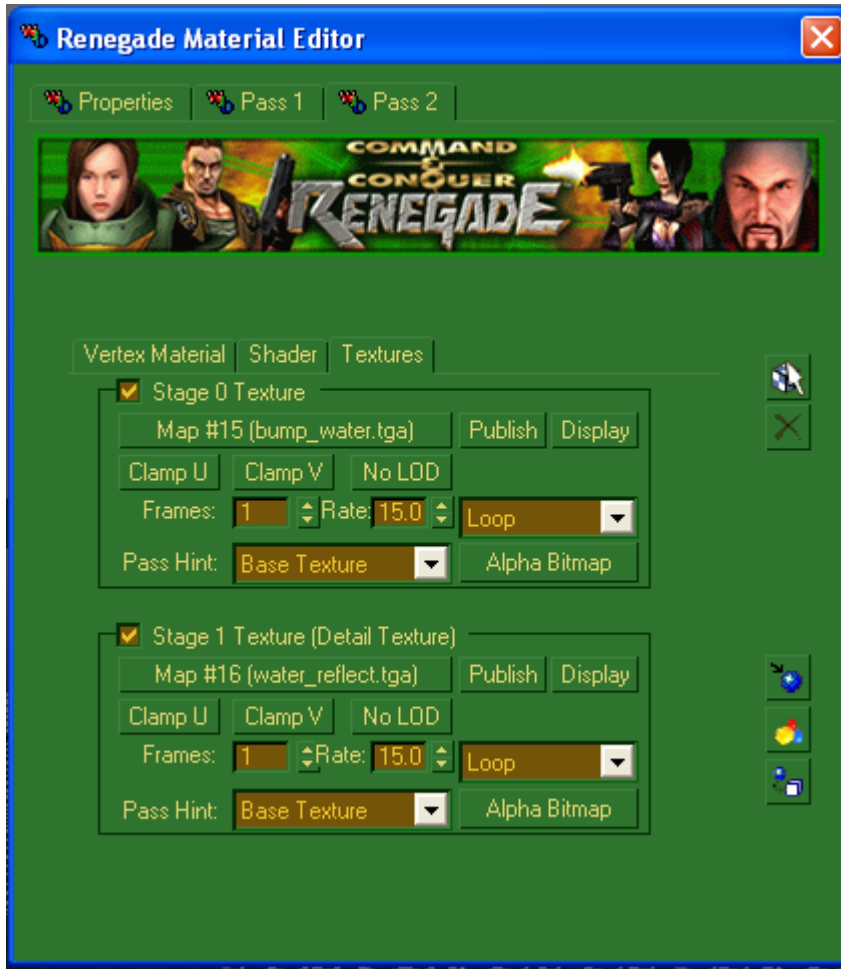 Renegade Material Editor
Properties Pass 1 Pass 2
COMMAND
&
CONQUER
RENEGADE
Vertex Material Shader Textures
Stage 0 Texture
Map #15 (bump_water.tga) Publish Display
Clamp U Clamp V No LOD
Frames: 1 Rate: 15.0 Loop
Pass Hint: Base Texture Alpha Bitmap
Stage 1 Texture (Detail Texture)
Map #16 (water_reflect.tga) Publish Display
Clamp U Clamp V No LOD
Frames: 1 Rate: 15.0 Loop
Pass Hint: Base Texture Alpha Bitmap